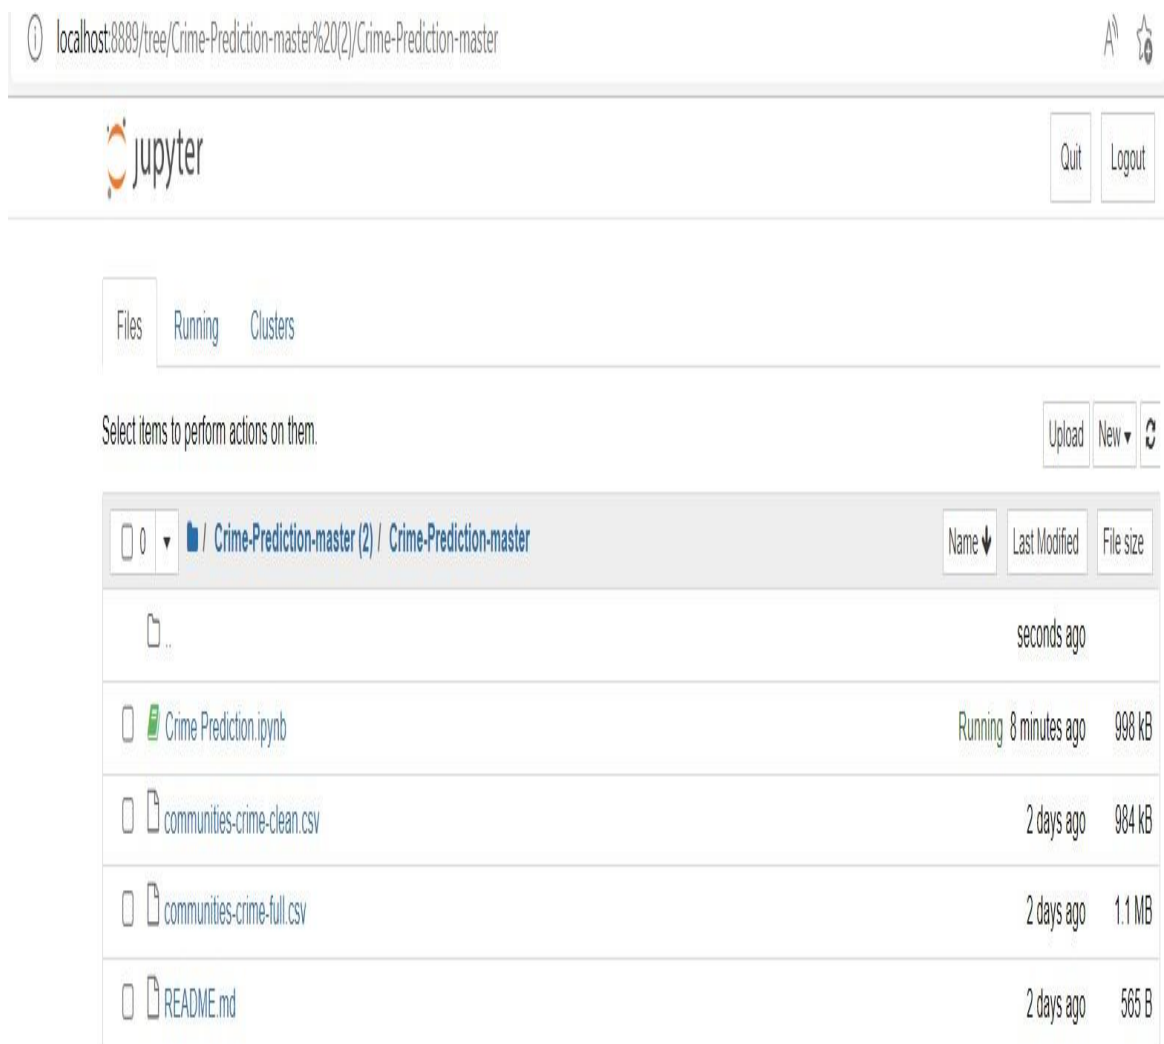 localhost:8889/tree/Crime-Prediction-master%20(2)/Crime-Prediction-master
jupyter Quit Logout
Files Running Clusters
Select items to perform actions on them. Upload New
0 / Crime-Prediction-master (2) / Crime-Prediction-master Name Last Modified File size
.. seconds ago
Crime Prediction.ipynb Running 8 minutes ago 998 kB
communities-crime-clean.csv 2 days ago 984 kB
communities-crime-full.csv 2 days ago 1.1 MB
README.md 2 days ago 565 B